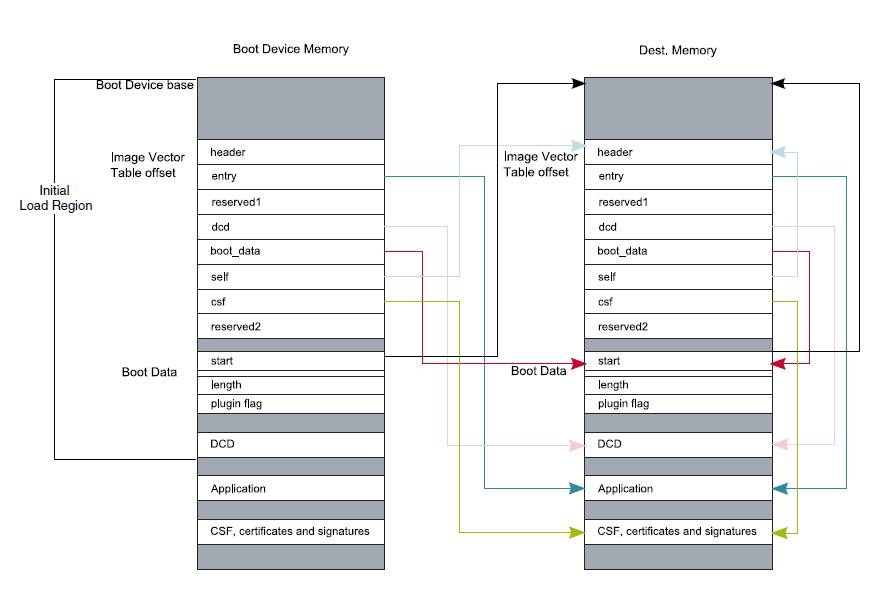 Boot Device Memory
Dest. Memory
Boot Device base
Image Vector
Table offset
Initial
Load Region
header
entry
reserved1
dcd
boot_data
self
csf
reserved2
Boot Data
start
length
plugin flag
DCD
Application
CSF, certificates and signatures
Image Vector
Table offset
header
entry
reserved1
dcd
boot_data
self
csf
reserved2
Boot Data
start
length
plugin flag
DCD
Application
CSF, certificates and signatures